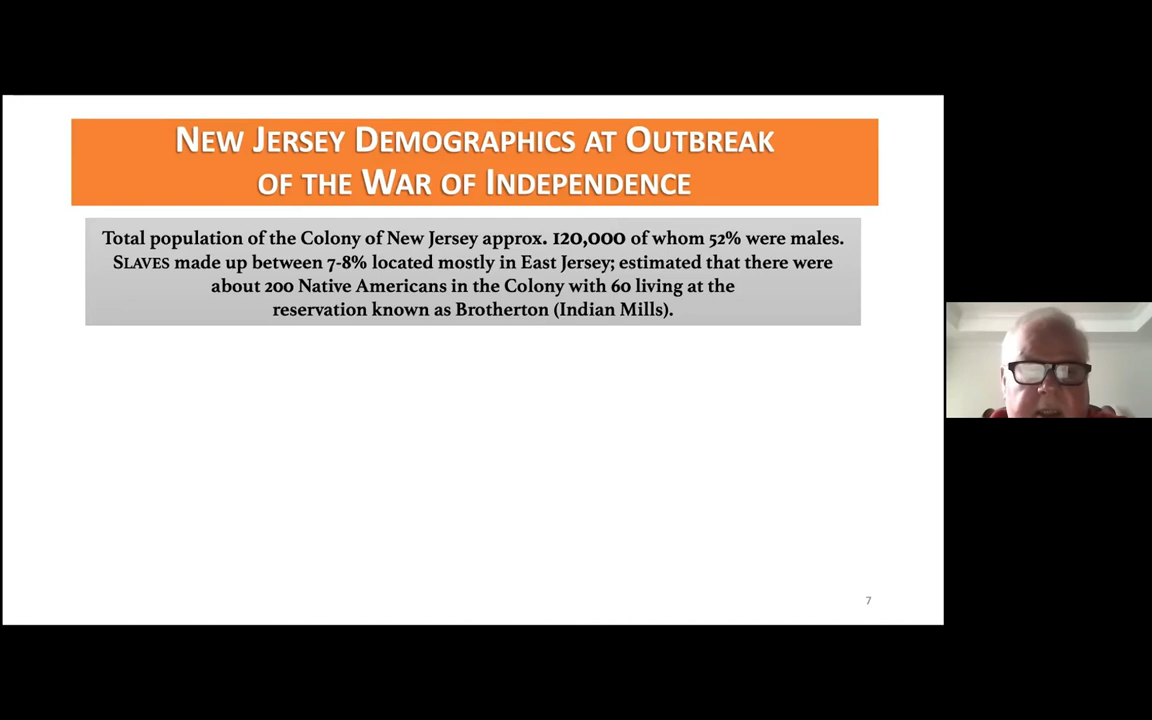 NEW JERSEY DEMOGRAPHICS AT OUTBREAK
OF THE WAR OF INDEPENDENCE
Total population of the Colony of New Jersey approx. 120,000 of whom 52% were males.
SLAVES made up between 7-8% located mostly in East Jersey; estimated that there were
about 200 Native Americans in the Colony with 60 living at the
reservation known as Brotherton (Indian Mills).
7